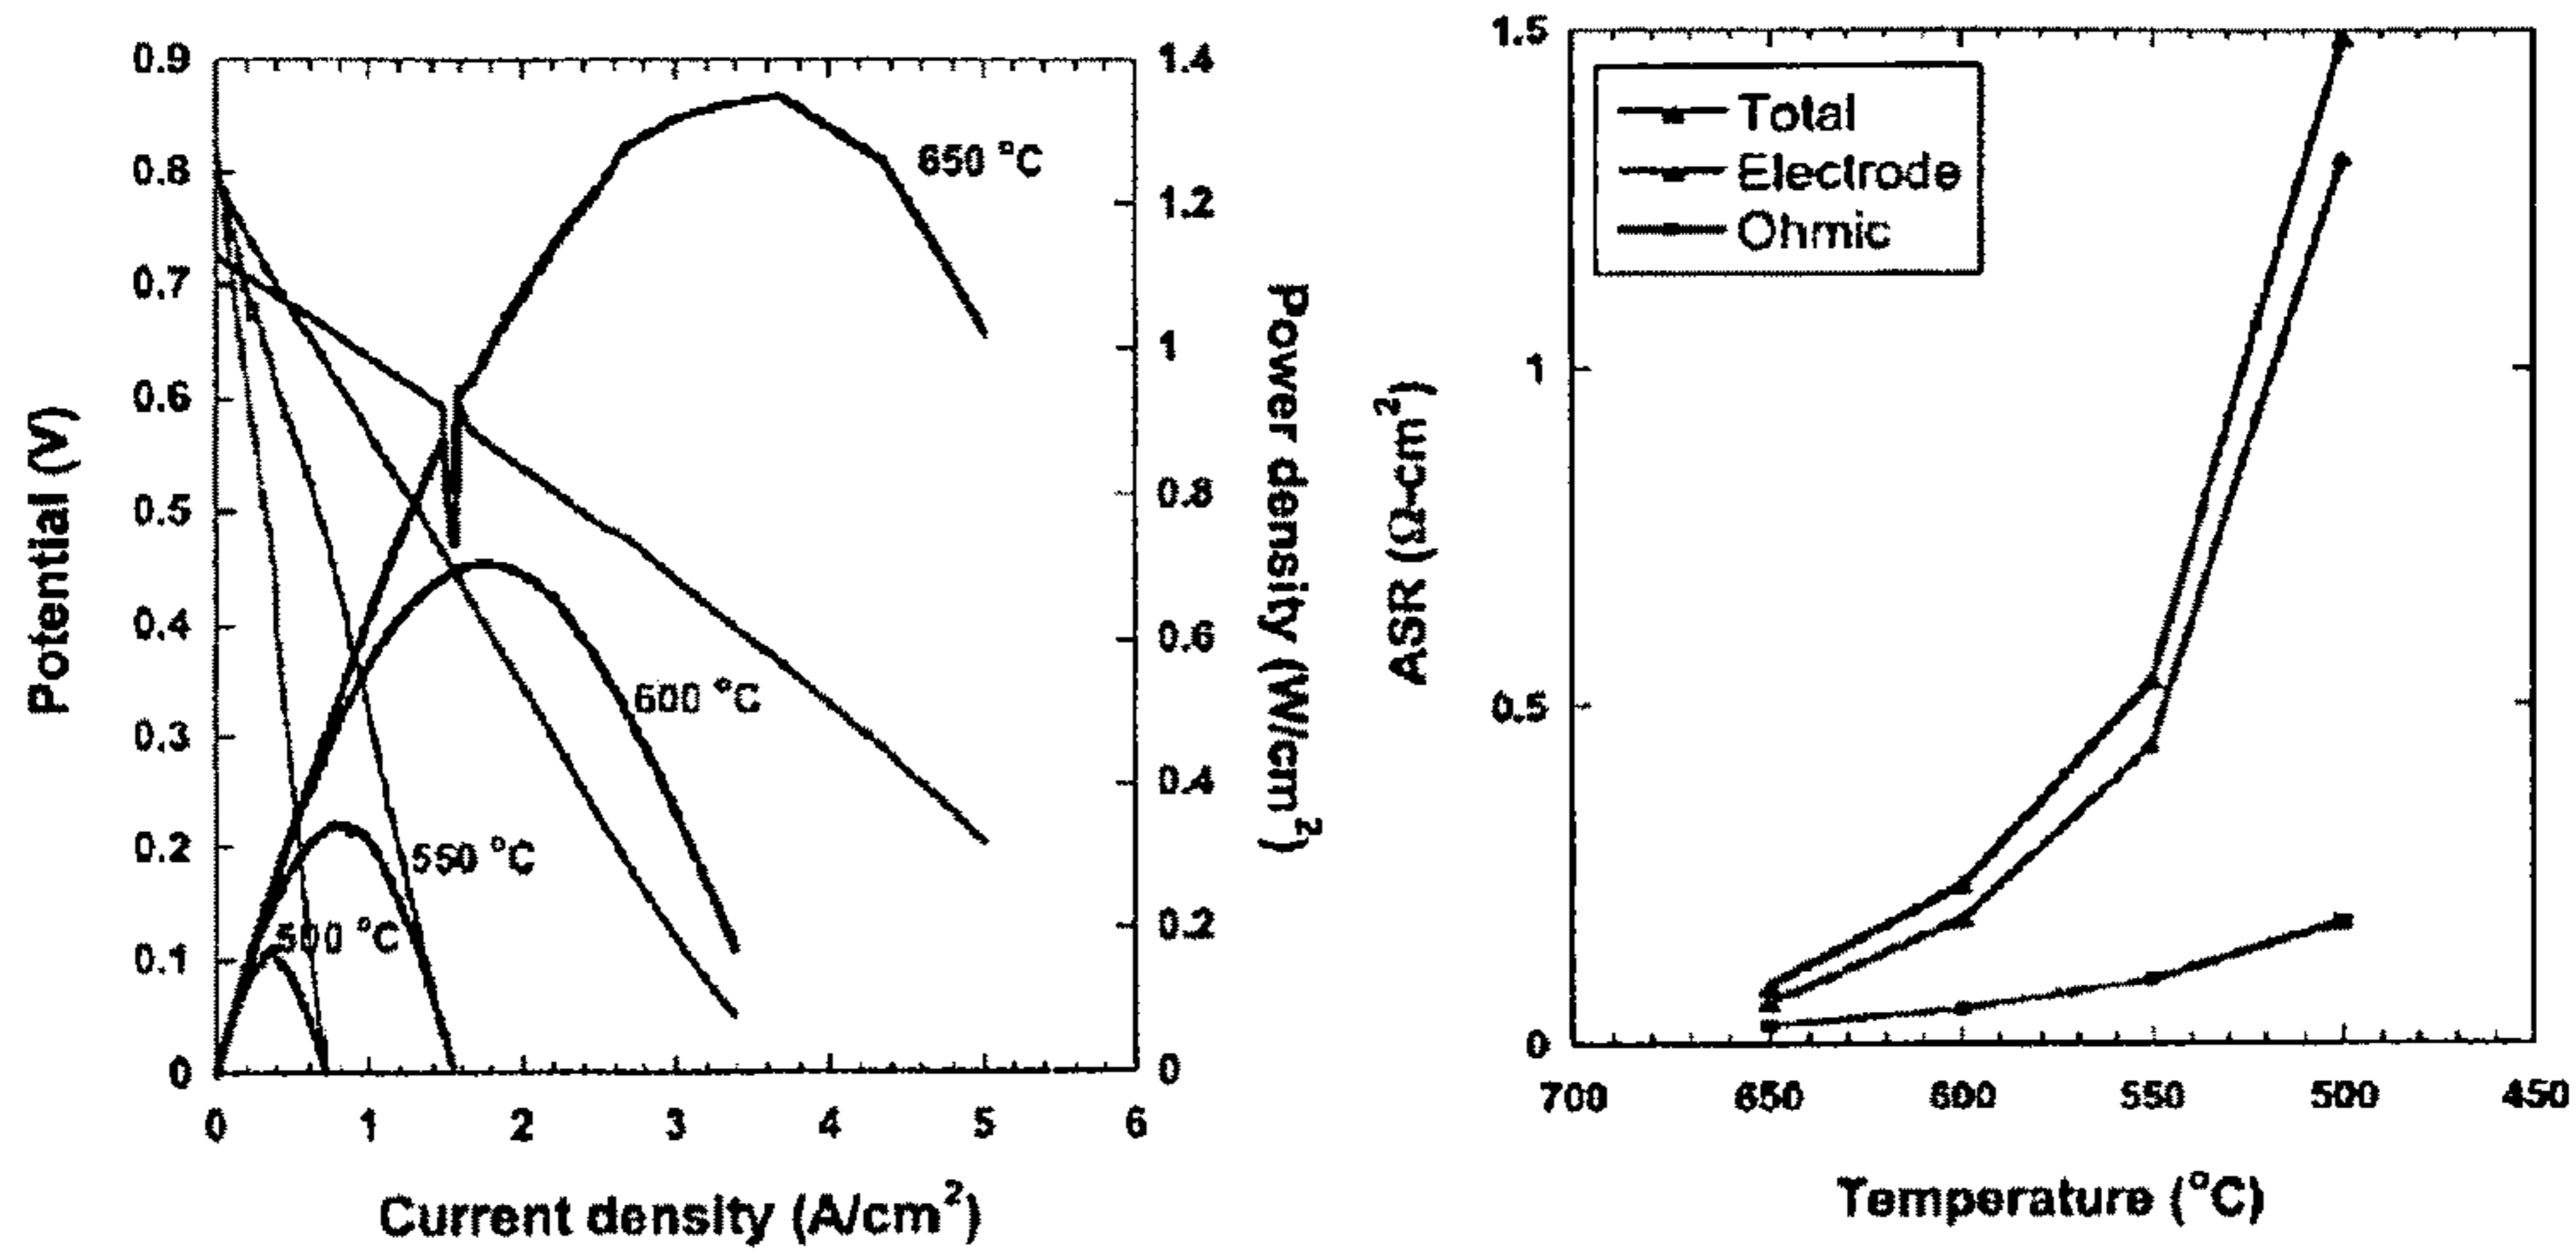 0.9
0.8
0.7
0.6
0.5
0.4
0.3
0.2
0.1
0
Potential (V)
0 1 2 3 4 5 6
Current density (A/cm²)
1.4
1.2
1
0.8
0.6
0.4
0.2
0
Power density (W/cm²)
650 °C
600 °C
550 °C
500 °C
1.5
1
0.5
0
ASR (Ω-cm²)
Total
Electrode
Ohmic
700 650 600 550 500 450
Temperature (°C)